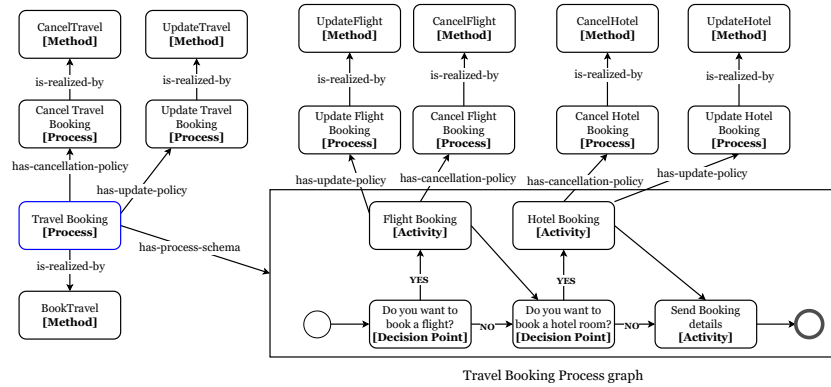 CancelTravel
[Method]
UpdateTravel
[Method]
UpdateFlight
[Method]
CancelFlight
[Method]
CancelHotel
[Method]
UpdateHotel
[Method]
is-realized-by
is-realized-by
is-realized-by
is-realized-by
is-realized-by
is-realized-by
Cancel Travel
Booking
[Process]
Update Travel
Booking
[Process]
Update Flight
Booking
[Process]
Cancel Flight
Booking
[Process]
Cancel Hotel
Booking
[Process]
Update Hotel
Booking
[Process]
has-cancellation-policy
has-update-policy
has-update-policy
has-cancellation-policy
has-cancellation-policy
has-update-policy
Travel Booking
[Process]
has-process-schema
Flight Booking
[Activity]
Hotel Booking
[Activity]
is-realized-by
YES
YES
BookTravel
[Method]
Do you want to
book a flight?
[Decision Point]
NO
Do you want to
book a hotel room?
[Decision Point]
NO
Send Booking
details
[Activity]
Travel Booking Process graph